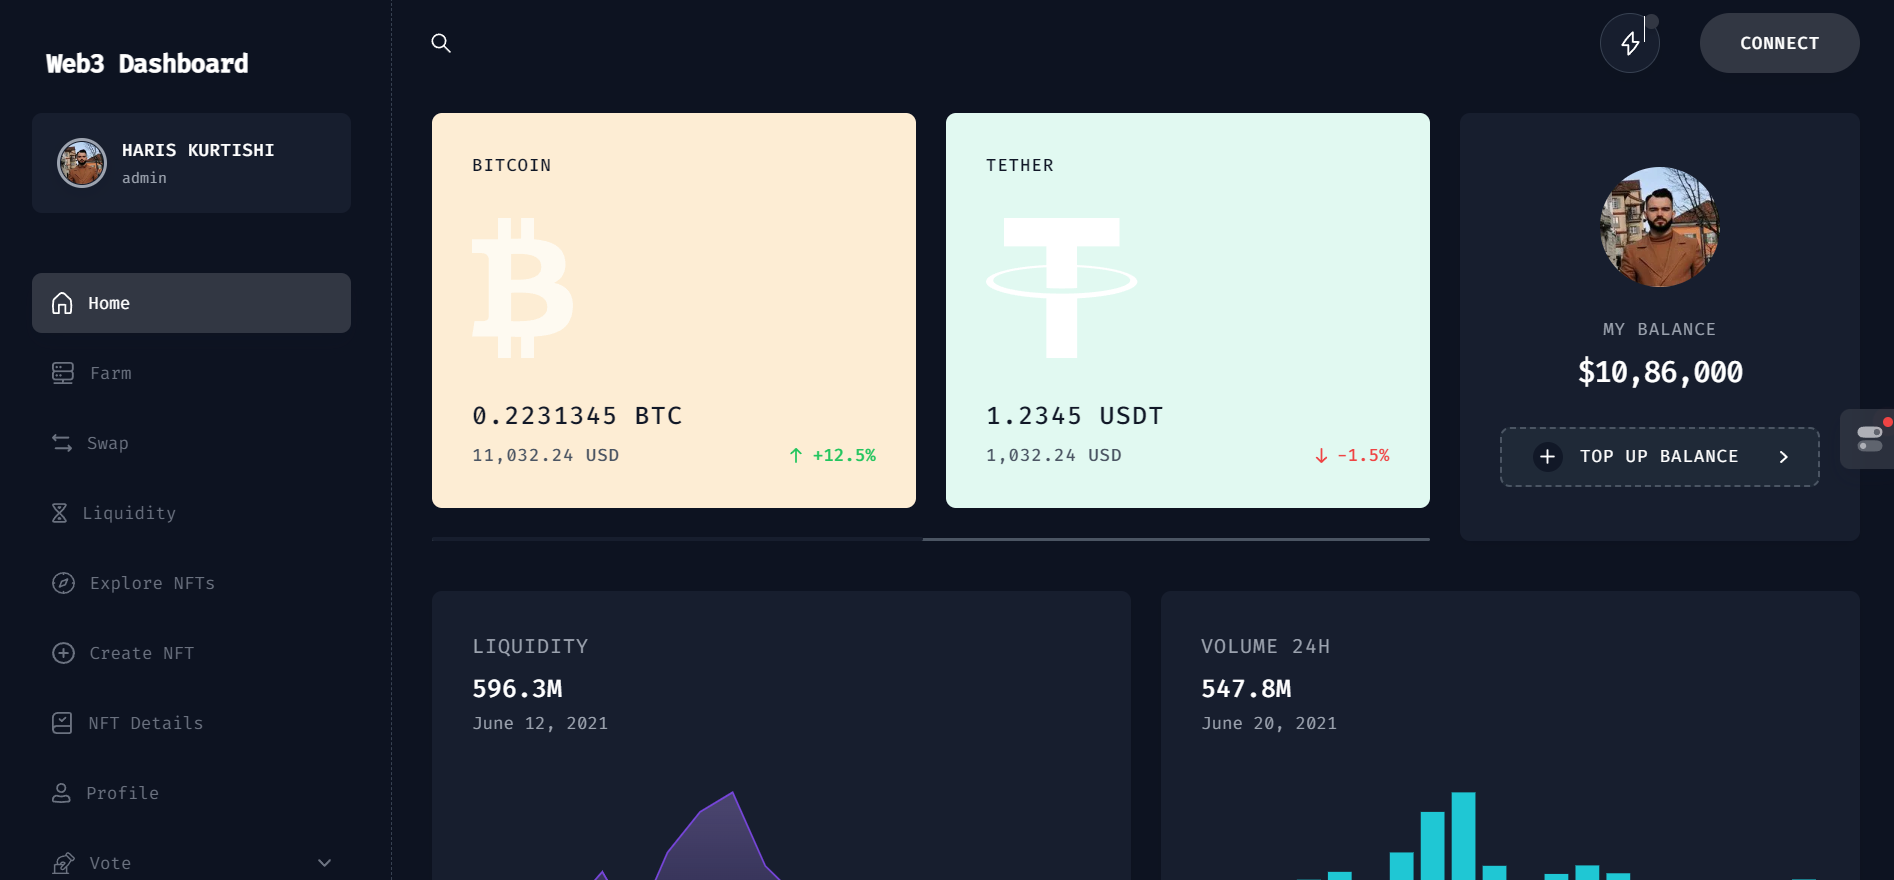 Web3 Dashboard
HARIS KURTISHI
admin
Home
Farm
Swap
Liquidity
Explore NFTs
Create NFT
NFT Details
Profile
Vote
CONNECT
BITCOIN
0.2231345 BTC
11,032.24 USD
+12.5%
TETHER
1.2345 USDT
1,032.24 USD
-1.5%
MY BALANCE
$10,86,000
TOP UP BALANCE
LIQUIDITY
596.3M
June 12, 2021
VOLUME 24H
547.8M
June 20, 2021